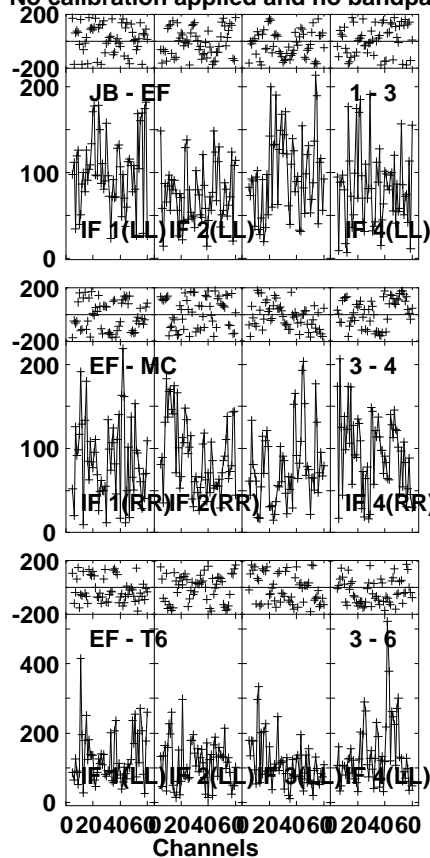 No calibration applied and no bandpa
200
-200
200
JB - EF 1 - 3
100
IF 1(LL) IF 2(LL) IF 4(LL)
0
200
-200
200
EF - MC 3 - 4
100
IF 1(RR) IF 2(RR) IF 4(RR)
0
200
-200
EF - T6 3 - 6
400
200
IF 1(LL) IF 2(LL) IF 3(LL) IF 4(LL)
0
0 20 40 60 0 20 40 60 0 20 40 60 0 20 40 60
Channels